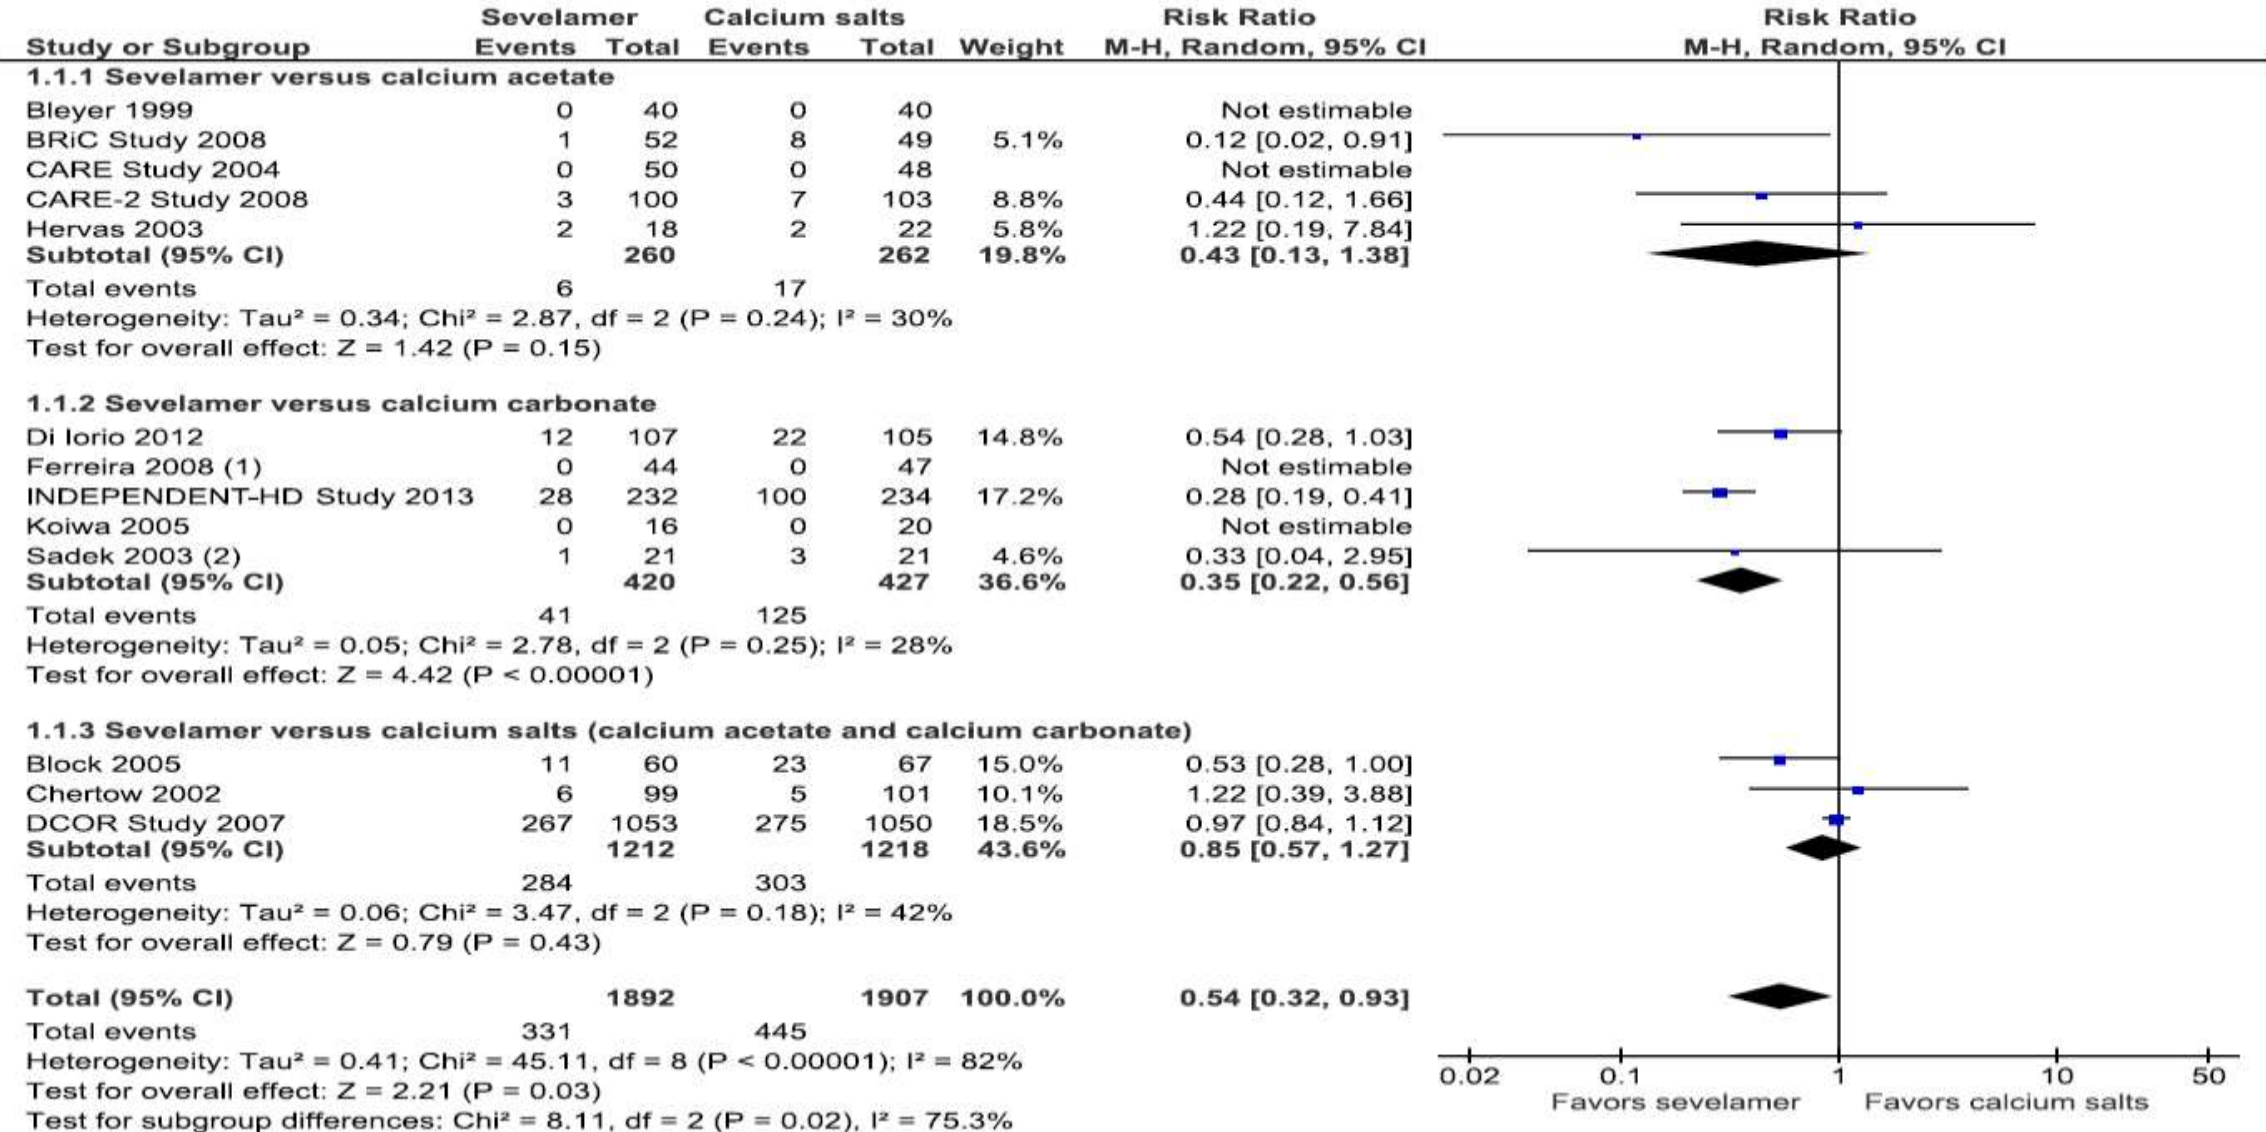 Sevelamer Calcium salts Risk Ratio Risk Ratio
Study or Subgroup Events Total Events Total Weight M-H, Random, 95% CI M-H, Random, 95% CI
1.1.1 Sevelamer versus calcium acetate
Bleyer 1999 0 40 0 40 Not estimable
BRiC Study 2008 1 52 8 49 5.1% 0.12 [0.02, 0.91]
CARE Study 2004 0 50 0 48 Not estimable
CARE-2 Study 2008 3 100 7 103 8.8% 0.44 [0.12, 1.66]
Hervas 2003 2 18 2 22 5.8% 1.22 [0.19, 7.84]
Subtotal (95% CI) 260 262 19.8% 0.43 [0.13, 1.38]
Total events 6 17
Heterogeneity: Tau² = 0.34; Chi² = 2.87, df = 2 (P = 0.24); I² = 30%
Test for overall effect: Z = 1.42 (P = 0.15)
1.1.2 Sevelamer versus calcium carbonate
Di Iorio 2012 12 107 22 105 14.8% 0.54 [0.28, 1.03]
Ferreira 2008 (1) 0 44 0 47 Not estimable
INDEPENDENT-HD Study 2013 28 232 100 234 17.2% 0.28 [0.19, 0.41]
Koiwa 2005 0 16 0 20 Not estimable
Sadek 2003 (2) 1 21 3 21 4.6% 0.33 [0.04, 2.95]
Subtotal (95% CI) 420 427 36.6% 0.35 [0.22, 0.56]
Total events 41 125
Heterogeneity: Tau² = 0.05; Chi² = 2.78, df = 2 (P = 0.25); I² = 28%
Test for overall effect: Z = 4.42 (P < 0.00001)
1.1.3 Sevelamer versus calcium salts (calcium acetate and calcium carbonate)
Block 2005 11 60 23 67 15.0% 0.53 [0.28, 1.00]
Chertow 2002 6 99 5 101 10.1% 1.22 [0.39, 3.88]
DCOR Study 2007 267 1053 275 1050 18.5% 0.97 [0.84, 1.12]
Subtotal (95% CI) 1212 1218 43.6% 0.85 [0.57, 1.27]
Total events 284 303
Heterogeneity: Tau² = 0.06; Chi² = 3.47, df = 2 (P = 0.18); I² = 42%
Test for overall effect: Z = 0.79 (P = 0.43)
Total (95% CI) 1892 1907 100.0% 0.54 [0.32, 0.93]
Total events 331 445
Heterogeneity: Tau² = 0.41; Chi² = 45.11, df = 8 (P < 0.00001); I² = 82%
Test for overall effect: Z = 2.21 (P = 0.03)
Test for subgroup differences: Chi² = 8.11, df = 2 (P = 0.02), I² = 75.3%
0.02 0.1 1 10 50
Favors sevelamer Favors calcium salts